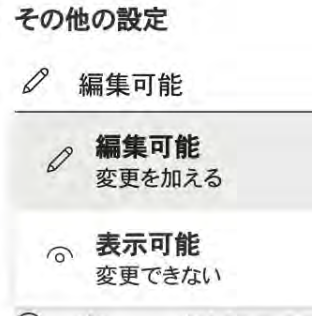 その他の設定
編集可能
編集可能
変更を加える
表示可能
変更できない